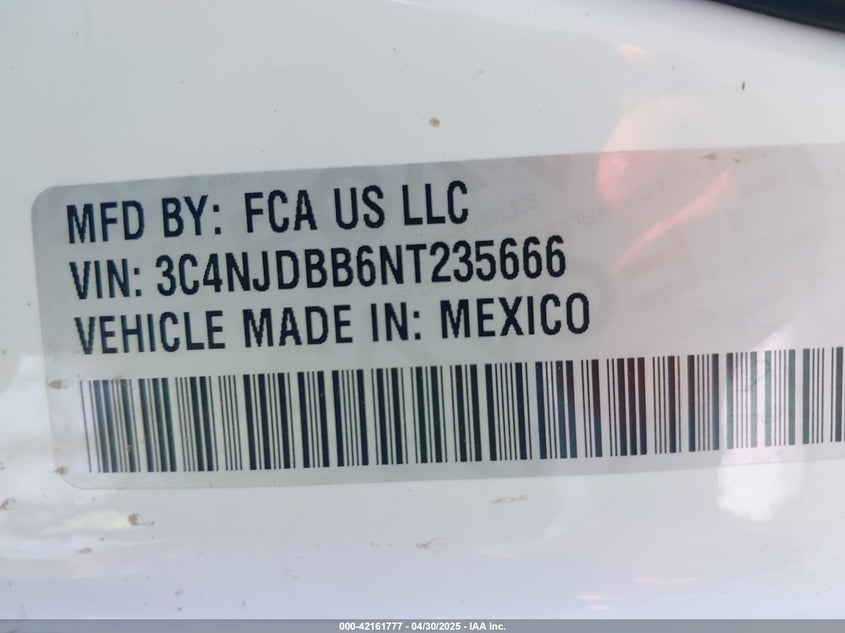 MFD BY: FCA US LLC
VIN: 3C4NJDBB6NT235666
VEHICLE MADE IN: MEXICO
000-42161777 - 04/30/2025 - IAA Inc.